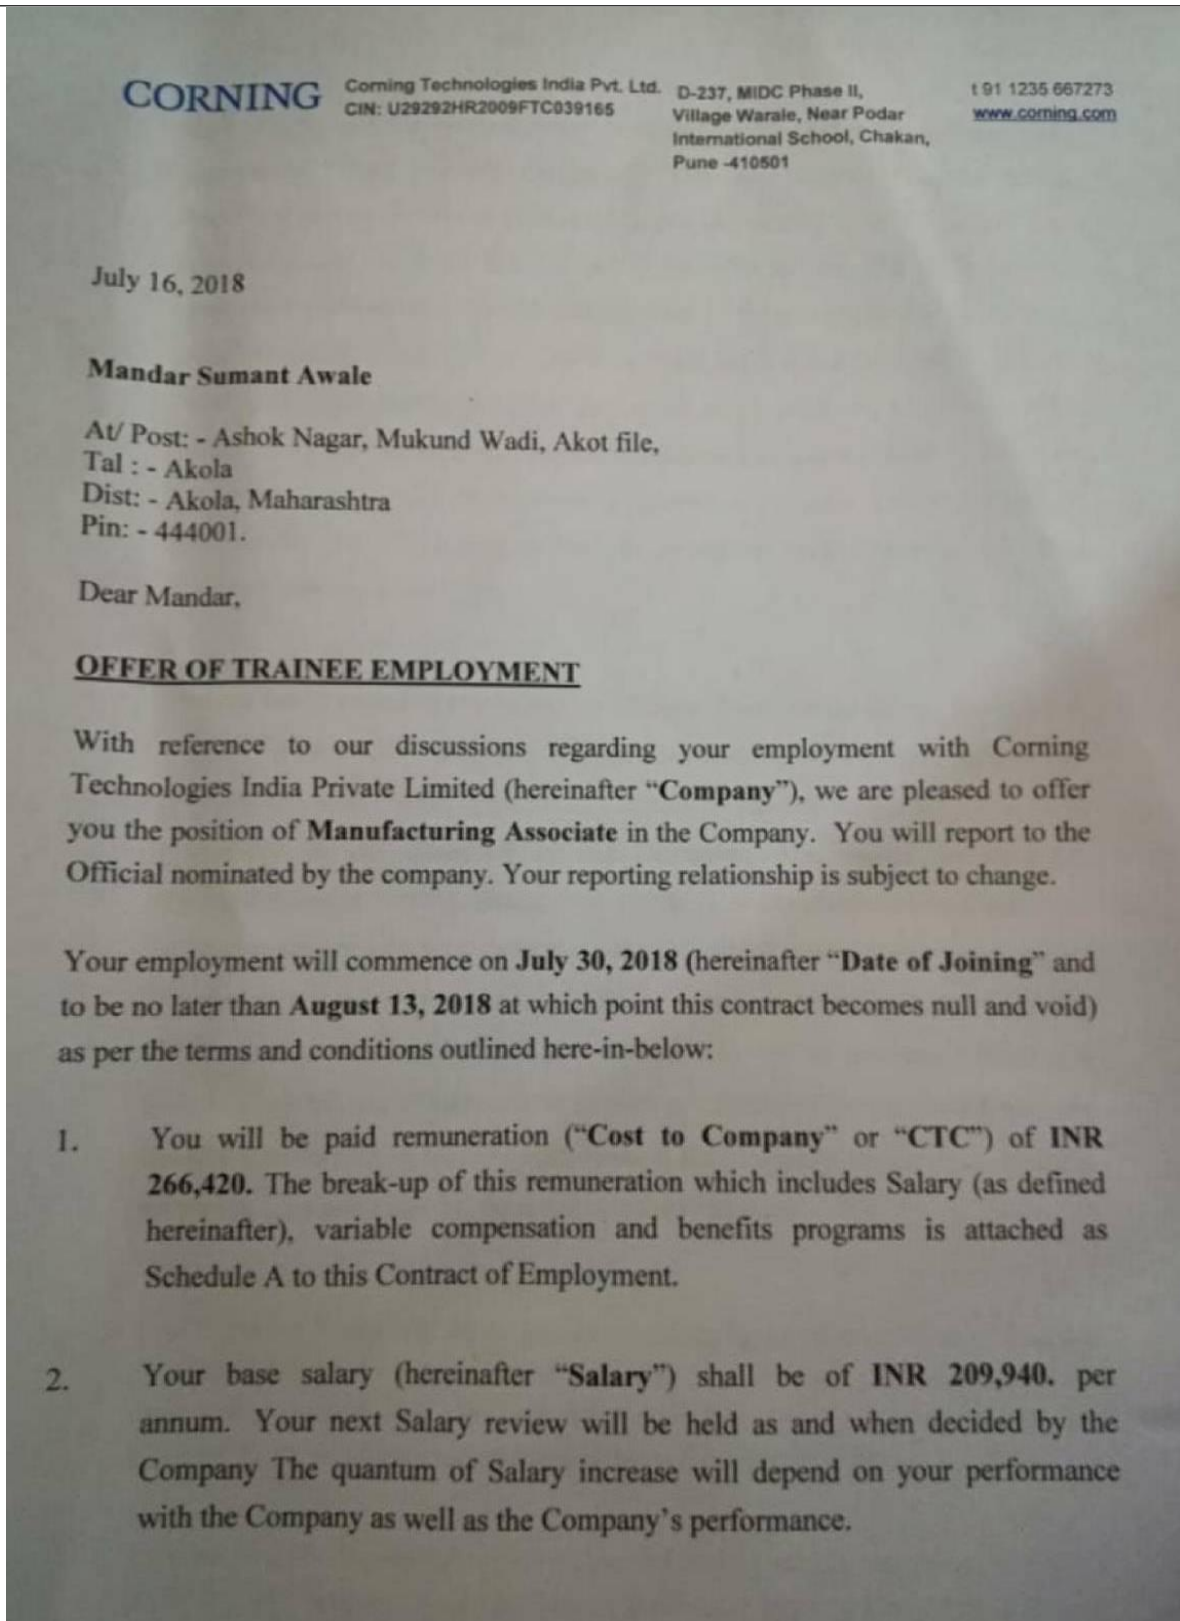 CORNING
Corning Technologies India Pvt. Ltd.
CIN: U29292HR2009FTC039165
D-237, MIDC Phase II,
Village Warale, Near Podar
International School, Chakan,
Pune -410501
t 91 1235 667273
www.corning.com
July 16, 2018
Mandar Sumant Awale
At/ Post: - Ashok Nagar, Mukund Wadi, Akot file,
Tal : - Akola
Dist: - Akola, Maharashtra
Pin: - 444001.
Dear Mandar,
OFFER OF TRAINEE EMPLOYMENT
With reference to our discussions regarding your employment with Corning
Technologies India Private Limited (hereinafter “Company”), we are pleased to offer
you the position of Manufacturing Associate in the Company. You will report to the
Official nominated by the company. Your reporting relationship is subject to change.
Your employment will commence on July 30, 2018 (hereinafter “Date of Joining” and
to be no later than August 13, 2018 at which point this contract becomes null and void)
as per the terms and conditions outlined here-in-below:
1. You will be paid remuneration (“Cost to Company” or “CTC”) of INR
266,420. The break-up of this remuneration which includes Salary (as defined
hereinafter), variable compensation and benefits programs is attached as
Schedule A to this Contract of Employment.
2. Your base salary (hereinafter “Salary”) shall be of INR 209,940. per
annum. Your next Salary review will be held as and when decided by the
Company The quantum of Salary increase will depend on your performance
with the Company as well as the Company’s performance.